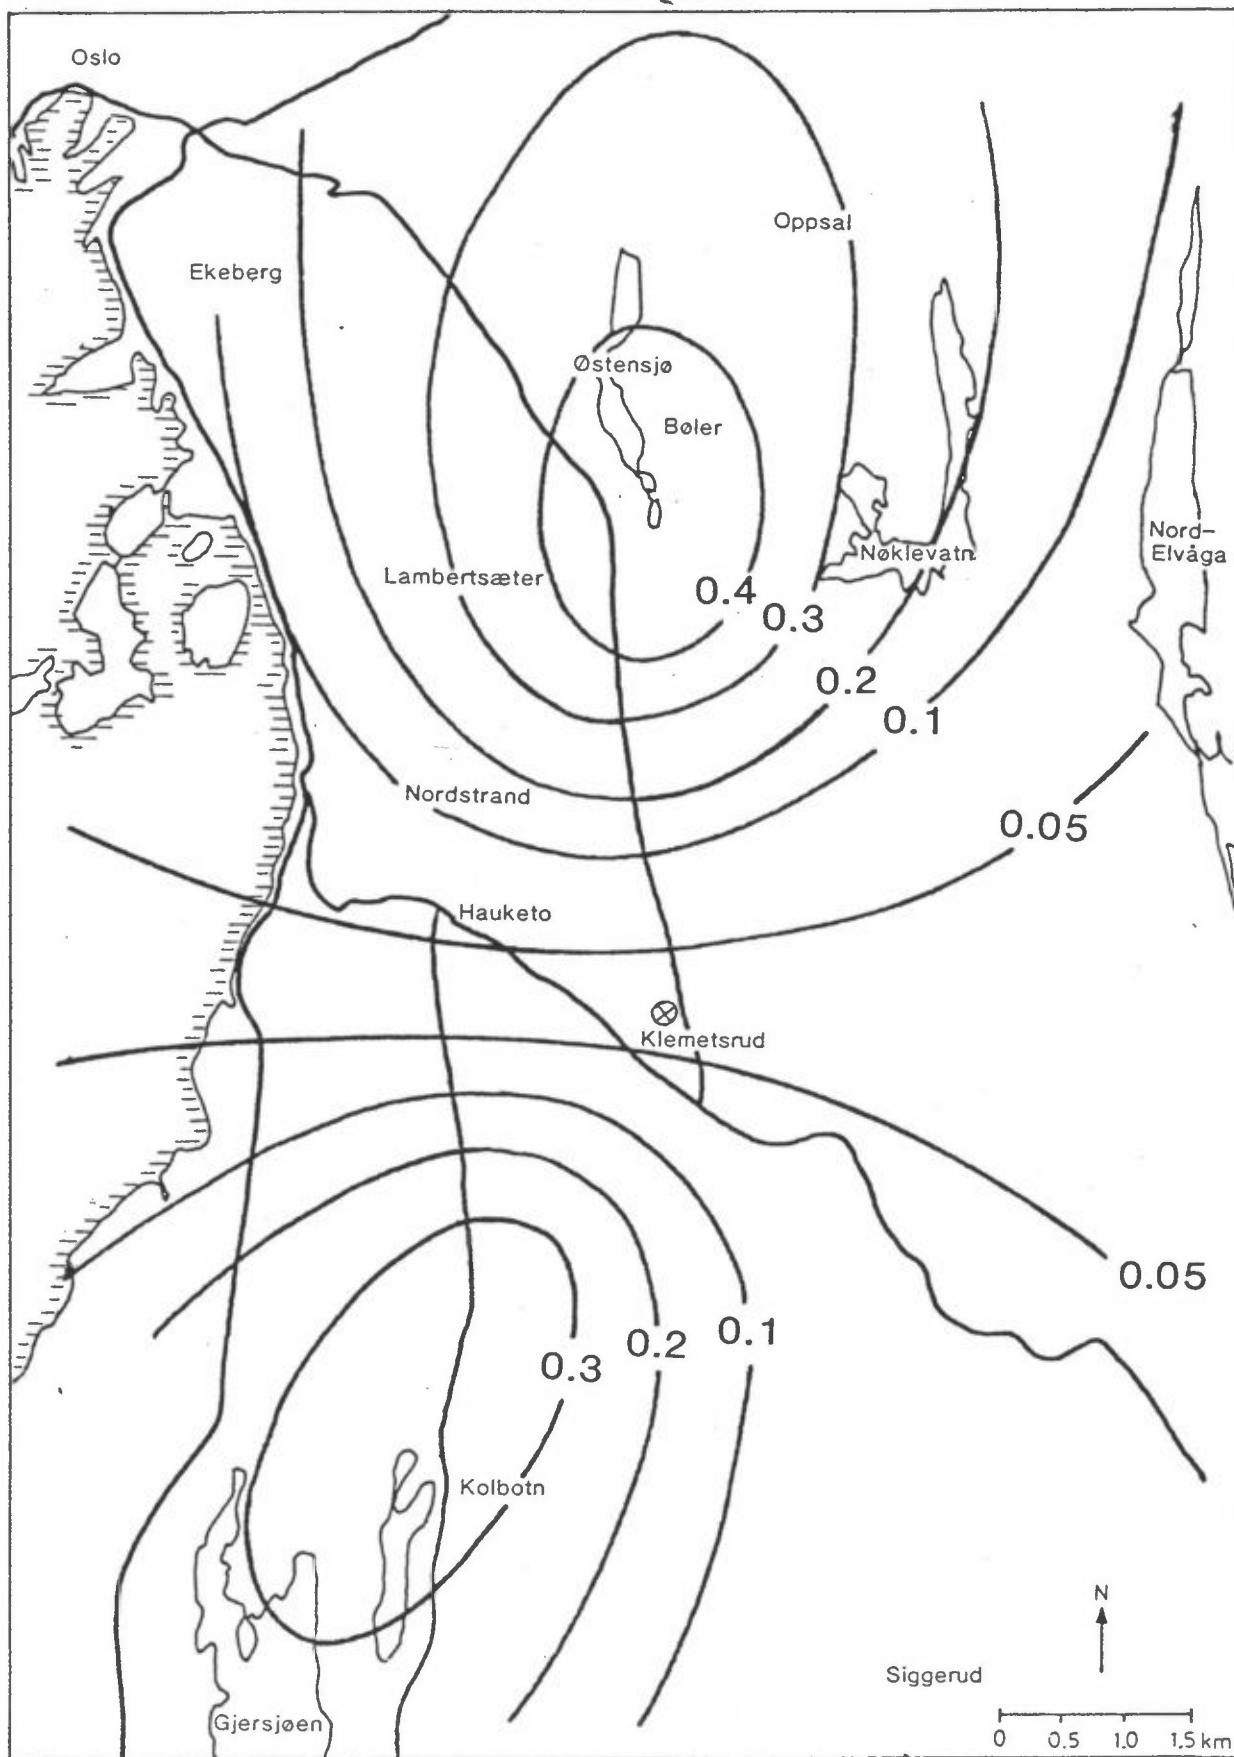 Oslo
Oppsal
Ekeberg
Østensjø
Bøler
Nord-
Elvåga
Nøklevatn
Lambertsæter
0.4
0.3
0.2
0.1
Nordstrand
0.05
Hauketo
Klemetsrud
0.05
0.1
0.2
0.3
Kolbotn
N
Siggerud
Gjersjøen
0 0.5 1.0 1.5 km